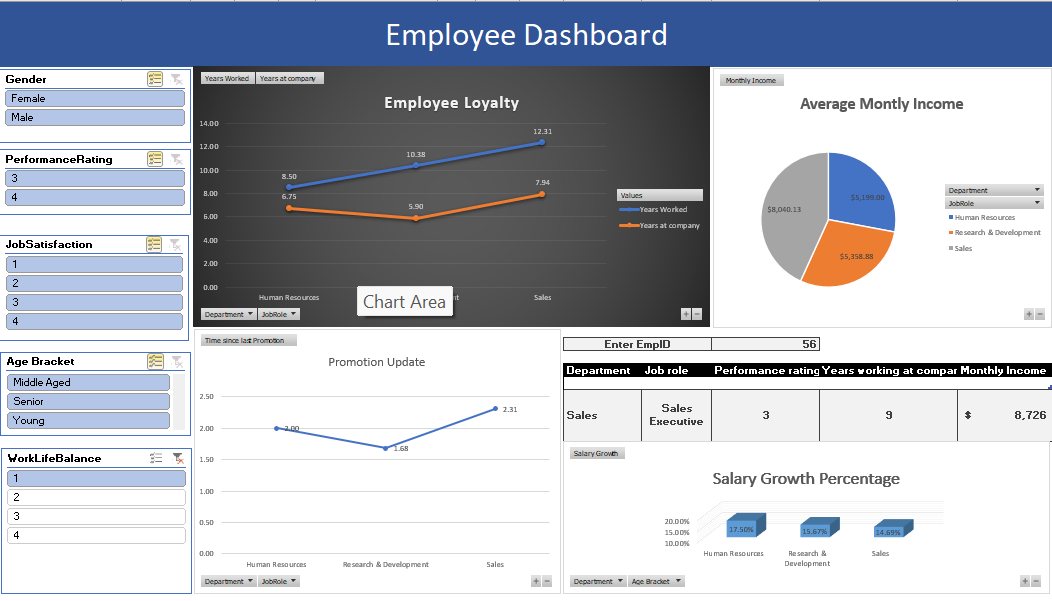 Employee Dashboard
Gender
Female
Male
PerformanceRating
3
4
JobSatisfaction
1
2
3
4
Age Bracket
Middle Aged
Senior
Young
WorkLifeBalance
1
2
3
4
Years Worked Years at company
Employee Loyalty
14.00
12.00
10.00
8.00
6.00
4.00
2.00
0.00
8.50
10.38
12.31
6.75
5.90
7.94
Human Resources
Sales
Chart Area
Values
Years Worked
Years at company
Department JobRole
Monthly Income
Average Montly Income
$5,199.00
$5,358.88
$8,040.13
Department
JobRole
Human Resources
Research & Development
Sales
Time since last Promotion
Promotion Update
2.50
2.00
1.50
1.00
0.50
0.00
2.00
1.68
2.31
Human Resources Research & Development Sales
Department JobRole
Enter EmpID 56
Department Job role Performance rating Years working at compar Monthly Income
Sales Sales Executive 3 9 $ 8,726
Salary Growth
Salary Growth Percentage
20.00%
15.00%
10.00%
17.50%
15.67%
14.69%
Human Resources Research & Development Sales
Department Age Bracket